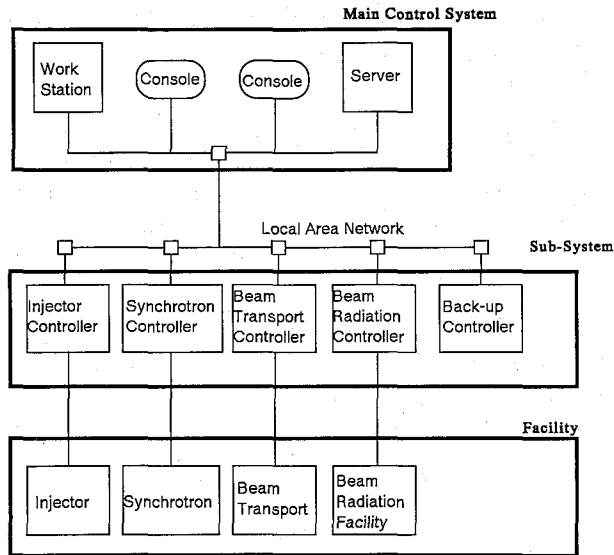 Main Control System
Work
Station
Console
Console
Server
Local Area Network
Sub-System
Injector
Controller
Synchrotron
Controller
Beam
Transport
Controller
Beam
Radiation
Controller
Back-up
Controller
Facility
Injector
Synchrotron
Beam
Transport
Beam
Radiation
Facility